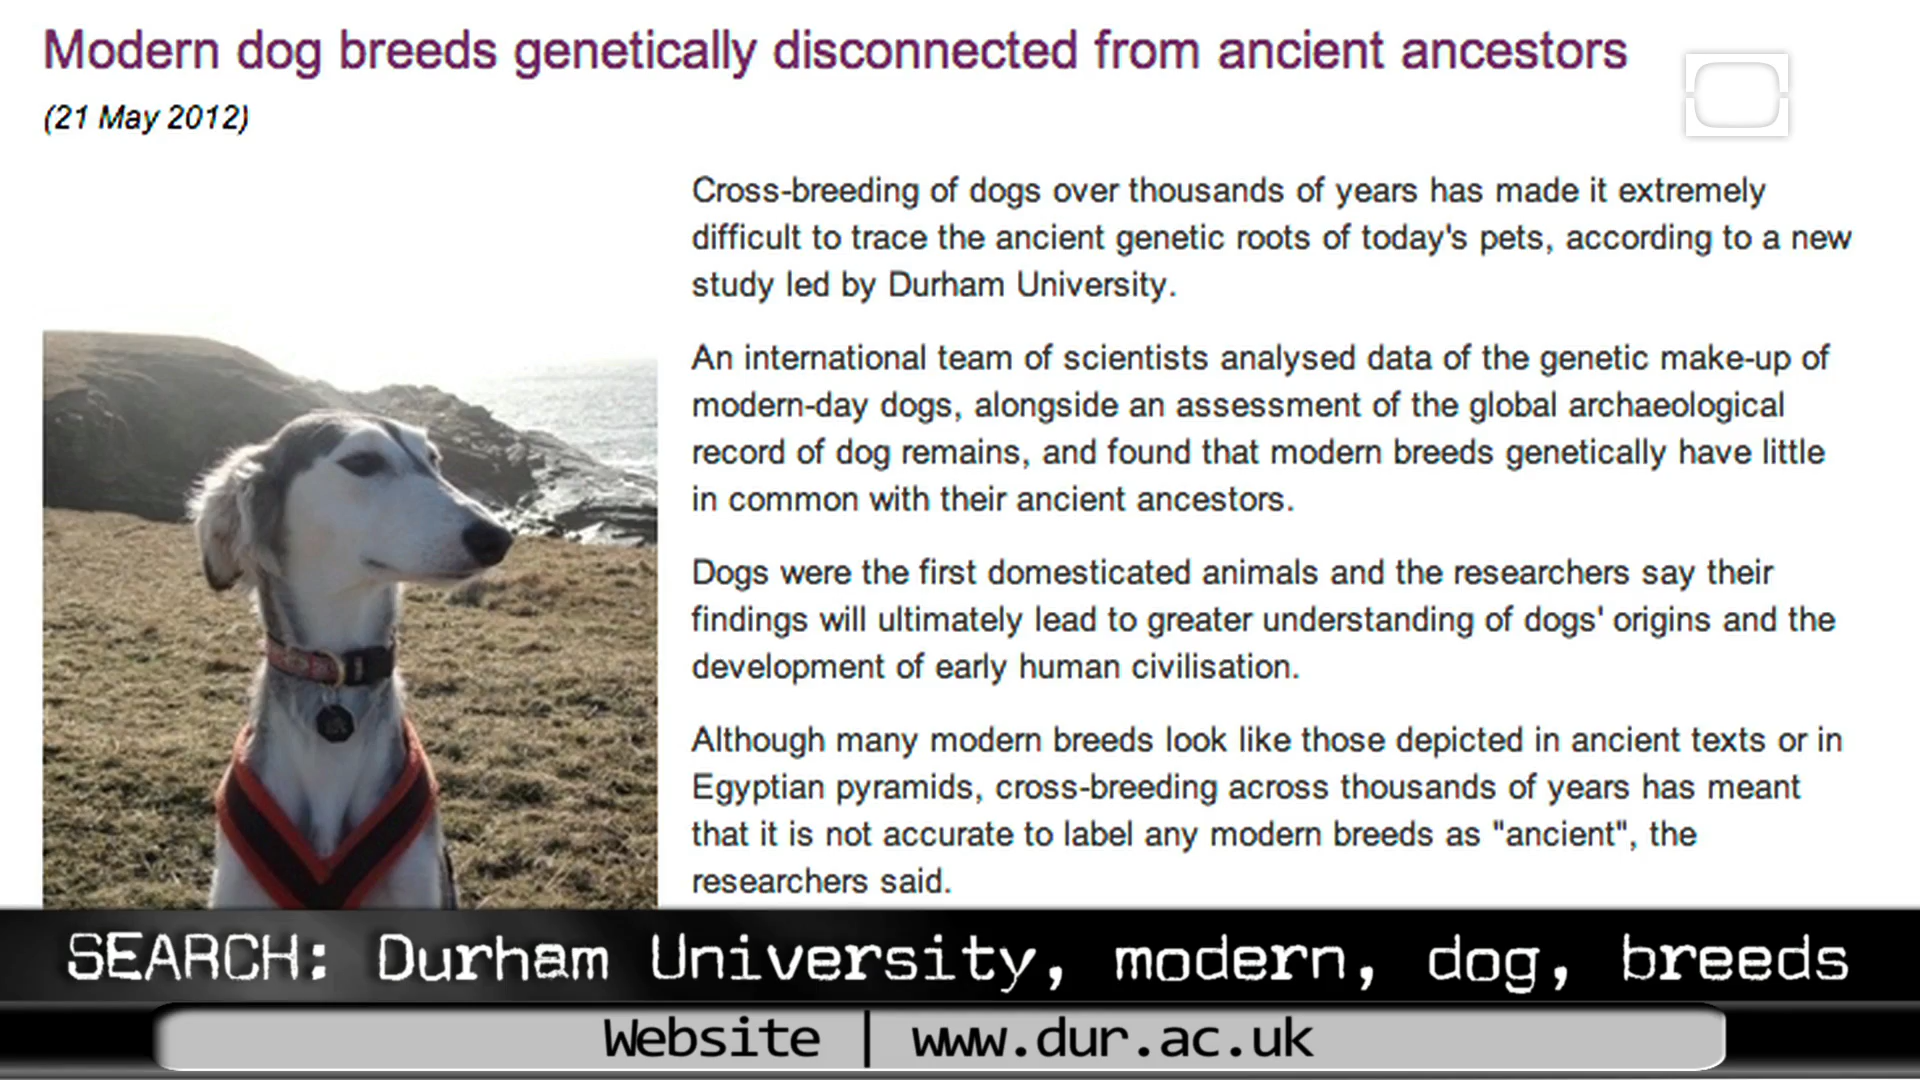 Modern dog breeds genetically disconnected from ancient ancestors
(21 May 2012)
Cross-breeding of dogs over thousands of years has made it extremely
difficult to trace the ancient genetic roots of today's pets, according to a new
study led by Durham University.
An international team of scientists analysed data of the genetic make-up of
modern-day dogs, alongside an assessment of the global archaeological
record of dog remains, and found that modern breeds genetically have little
in common with their ancient ancestors.
Dogs were the first domesticated animals and the researchers say their
findings will ultimately lead to greater understanding of dogs' origins and the
development of early human civilisation.
Although many modern breeds look like those depicted in ancient texts or in
Egyptian pyramids, cross-breeding across thousands of years has meant
that it is not accurate to label any modern breeds as "ancient", the
researchers said.
SEARCH: Durham University, modern, dog, breeds
Website | www.dur.ac.uk